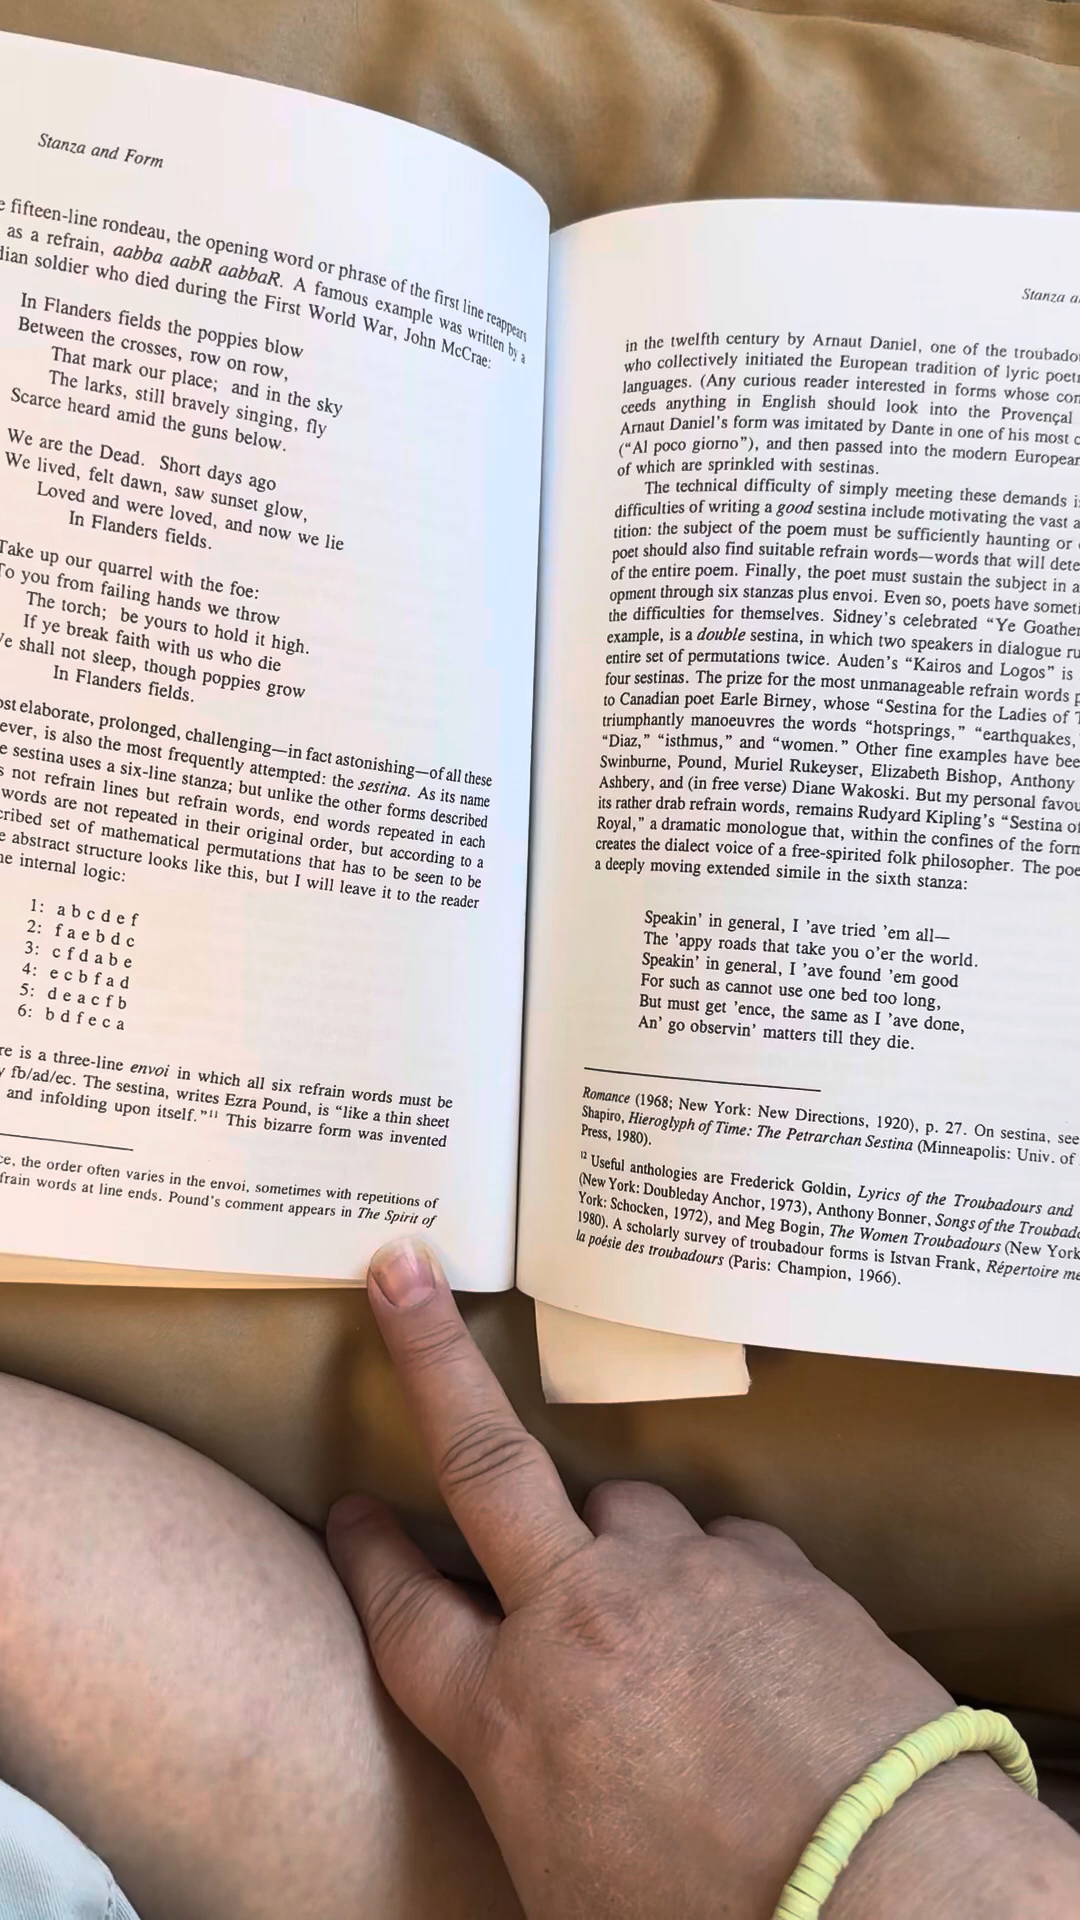 Stanza and Form
fifteen-line rondeau, the opening word or phrase of the first line reappears
as a refrain, aabba aabR aabbaR. A famous example was written by a
soldier who died during the First World War, John McCrae:
In Flanders fields the poppies blow
Between the crosses, row on row,
That mark our place; and in the sky
The larks, still bravely singing, fly
Scarce heard amid the guns below.
We are the Dead. Short days ago
We lived, felt dawn, saw sunset glow,
Loved and were loved, and now we lie
In Flanders fields.
Take up our quarrel with the foe:
To you from failing hands we throw
The torch; be yours to hold it high.
If ye break faith with us who die
shall not sleep, though poppies grow
In Flanders fields.
elaborate, prolonged, challenging—in fact astonishing—of all these
is also the most frequently attempted: the sestina. As its name
sestina uses a six-line stanza; but unlike the other forms described
not refrain lines but refrain words, end words repeated in each
words are not repeated in their original order, but according to a
set of mathematical permutations that has to be seen to be
abstract structure looks like this, but I will leave it to the reader
internal logic:
1: a b c d e f
2: f a e b d c
3: c f d a b e
4: e c b f a d
5: d e a c f b
6: b d f e c a
is a three-line envoi in which all six refrain words must be
fb/ad/ec. The sestina, writes Ezra Pound, is “like a thin sheet
and infolding upon itself.”11 This bizarre form was invented
the order often varies in the envoi, sometimes with repetitions of
words at line ends. Pound's comment appears in The Spirit of
Stanza
in the twelfth century by Arnaut Daniel, one of the
who collectively initiated the European tradition of lyric
languages. (Any curious reader interested in forms whose
ceeds anything in English should look into the Provençal
Arnaut Daniel's form was imitated by Dante in one of his most
(“Al poco giorno”), and then passed into the modern European
of which are sprinkled with sestinas.
The technical difficulty of simply meeting these demands
difficulties of writing a good sestina include motivating the vast
tition: the subject of the poem must be sufficiently haunting or
poet should also find suitable refrain words—words that will
of the entire poem. Finally, the poet must sustain the subject in a
opment through six stanzas plus envoi. Even so, poets have
the difficulties for themselves. Sidney's celebrated “Ye
example, is a double sestina, in which two speakers in dialogue
entire set of permutations twice. Auden's “Kairos and Logos” is
four sestinas. The prize for the most unmanageable refrain words
to Canadian poet Earle Birney, whose “Sestina for the Ladies of
triumphantly manoeuvres the words “hotsprings,” “earthquakes,”
“Diaz,” “isthmus,” and “women.” Other fine examples have
Swinburne, Pound, Muriel Rukeyser, Elizabeth Bishop, Anthony
Ashbery, and (in free verse) Diane Wakoski. But my personal
its rather drab refrain words, remains Rudyard Kipling's “Sestina of
Royal,” a dramatic monologue that, within the confines of the
creates the dialect voice of a free-spirited folk philosopher. The
a deeply moving extended simile in the sixth stanza:
Speakin' in general, I 'ave tried 'em all—
The 'appy roads that take you o'er the world.
Speakin' in general, I 'ave found 'em good
For such as cannot use one bed too long,
But must get 'ence, the same as I 'ave done,
An' go observin' matters till they die.
Romance (1968; New York: New Directions, 1920), p. 27. On sestina, see
Shapiro, Hieroglyph of Time: The Petrarchan Sestina (Minneapolis: Univ. of
Press, 1980).
12 Useful anthologies are Frederick Goldin, Lyrics of the Troubadours and
(New York: Doubleday Anchor, 1973), Anthony Bonner, Songs of the
York: Schocken, 1972), and Meg Bogin, The Women Troubadours (New York
1980). A scholarly survey of troubadour forms is Istvan Frank, Répertoire
la poésie des troubadours (Paris: Champion, 1966).